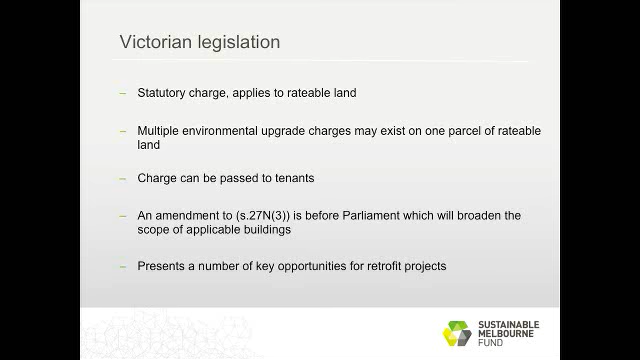 Victorian legislation
– Statutory charge, applies to rateable land
– Multiple environmental upgrade charges may exist on one parcel of rateable
land
– Charge can be passed to tenants
– An amendment to (s.27N(3)) is before Parliament which will broaden the
scope of applicable buildings
– Presents a number of key opportunities for retrofit projects
SUSTAINABLE
MELBOURNE
FUND